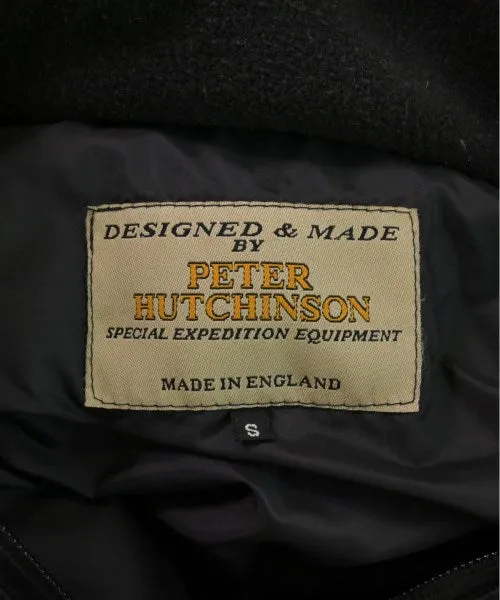 DESIGNED & MADE
BY
PETER
HUTCHINSON
SPECIAL EXPEDITION EQUIPMENT
MADE IN ENGLAND
S